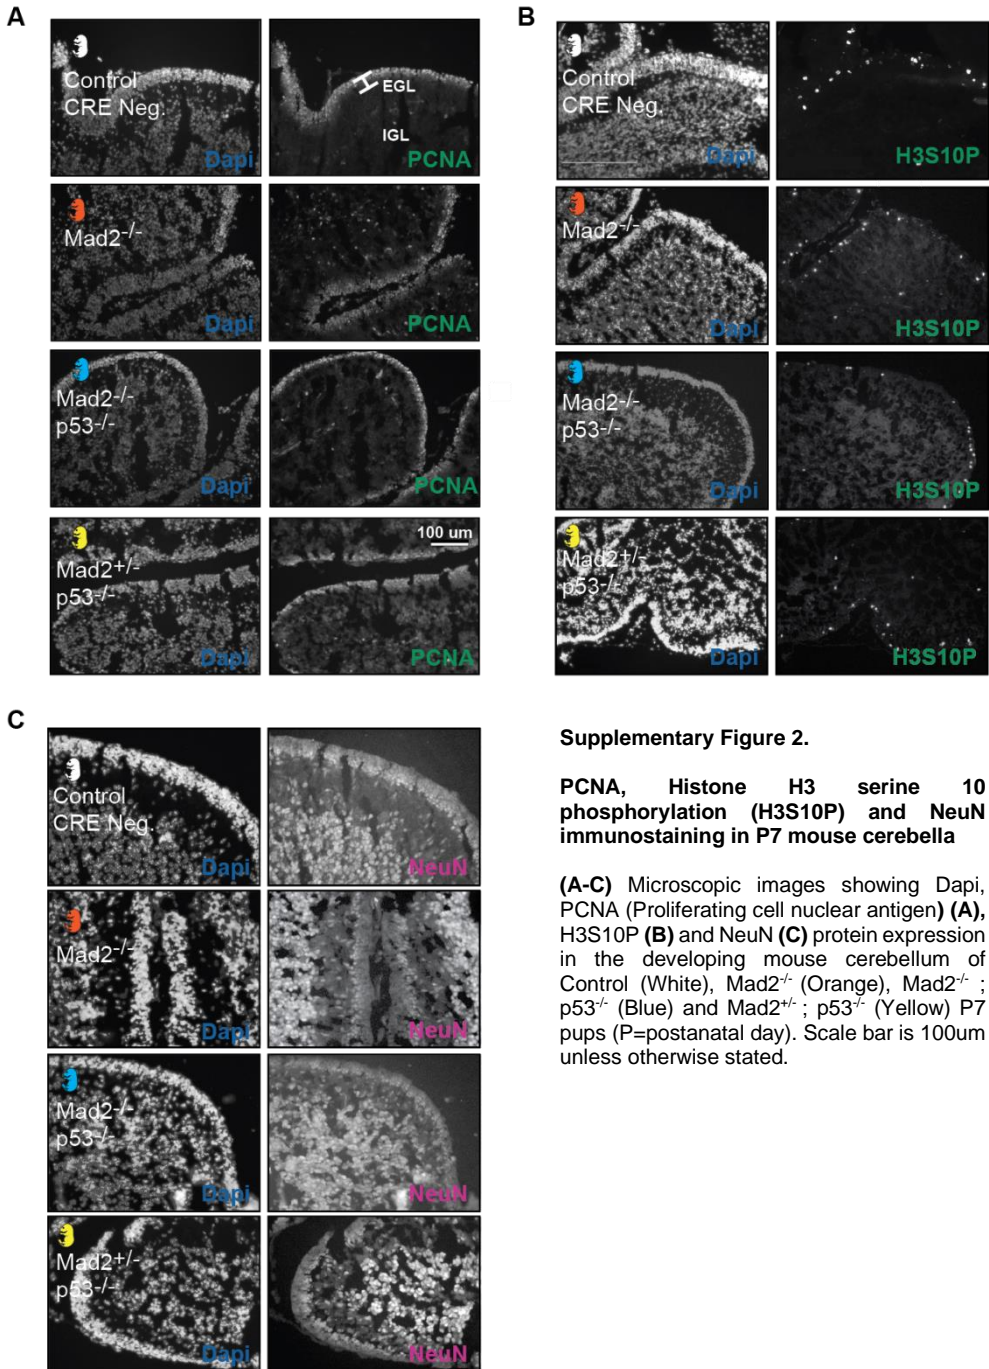 A
Control
CRE Neg.
Dapi
EGL
IGL
PCNA
Mad2-/-
Dapi
PCNA
Mad2-/-
p53-/-
Dapi
PCNA
Mad2+/-
p53-/-
Dapi
100 um
PCNA
B
Control
CRE Neg.
Dapi
H3S10P
Mad2-/-
Dapi
H3S10P
Mad2-/-
p53-/-
Dapi
H3S10P
Mad2+/-
p53-/-
Dapi
H3S10P
C
Control
CRE Neg.
Dapi
NeuN
Mad2-/-
Dapi
NeuN
Mad2-/-
p53-/-
Dapi
NeuN
Mad2+/-
p53-/-
Dapi
NeuN
Supplementary Figure 2.
PCNA, Histone H3 serine 10
phosphorylation (H3S10P) and NeuN
immunostaining in P7 mouse cerebella
(A-C) Microscopic images showing Dapi,
PCNA (Proliferating cell nuclear antigen) (A),
H3S10P (B) and NeuN (C) protein expression
in the developing mouse cerebellum of
Control (White), Mad2-/- (Orange), Mad2-/- ;
p53-/- (Blue) and Mad2+/- ; p53-/- (Yellow) P7
pups (P=postanatal day). Scale bar is 100um
unless otherwise stated.